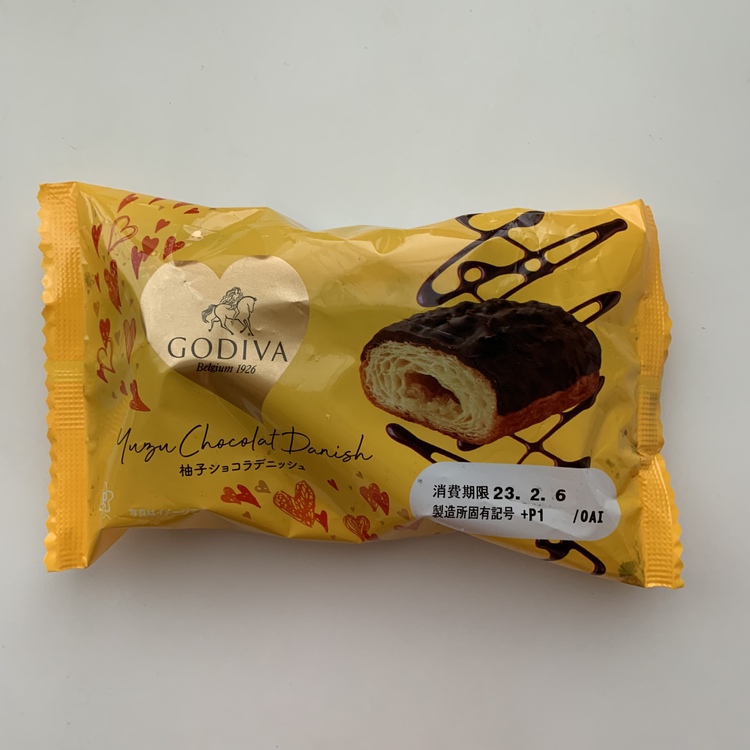 GODIVA
Belgium 1926
Yuzu Chocolat Danish
柚子ショコラデニッシュ
消費期限 23. 2. 6
製造所固有記号 +P1 /OAI